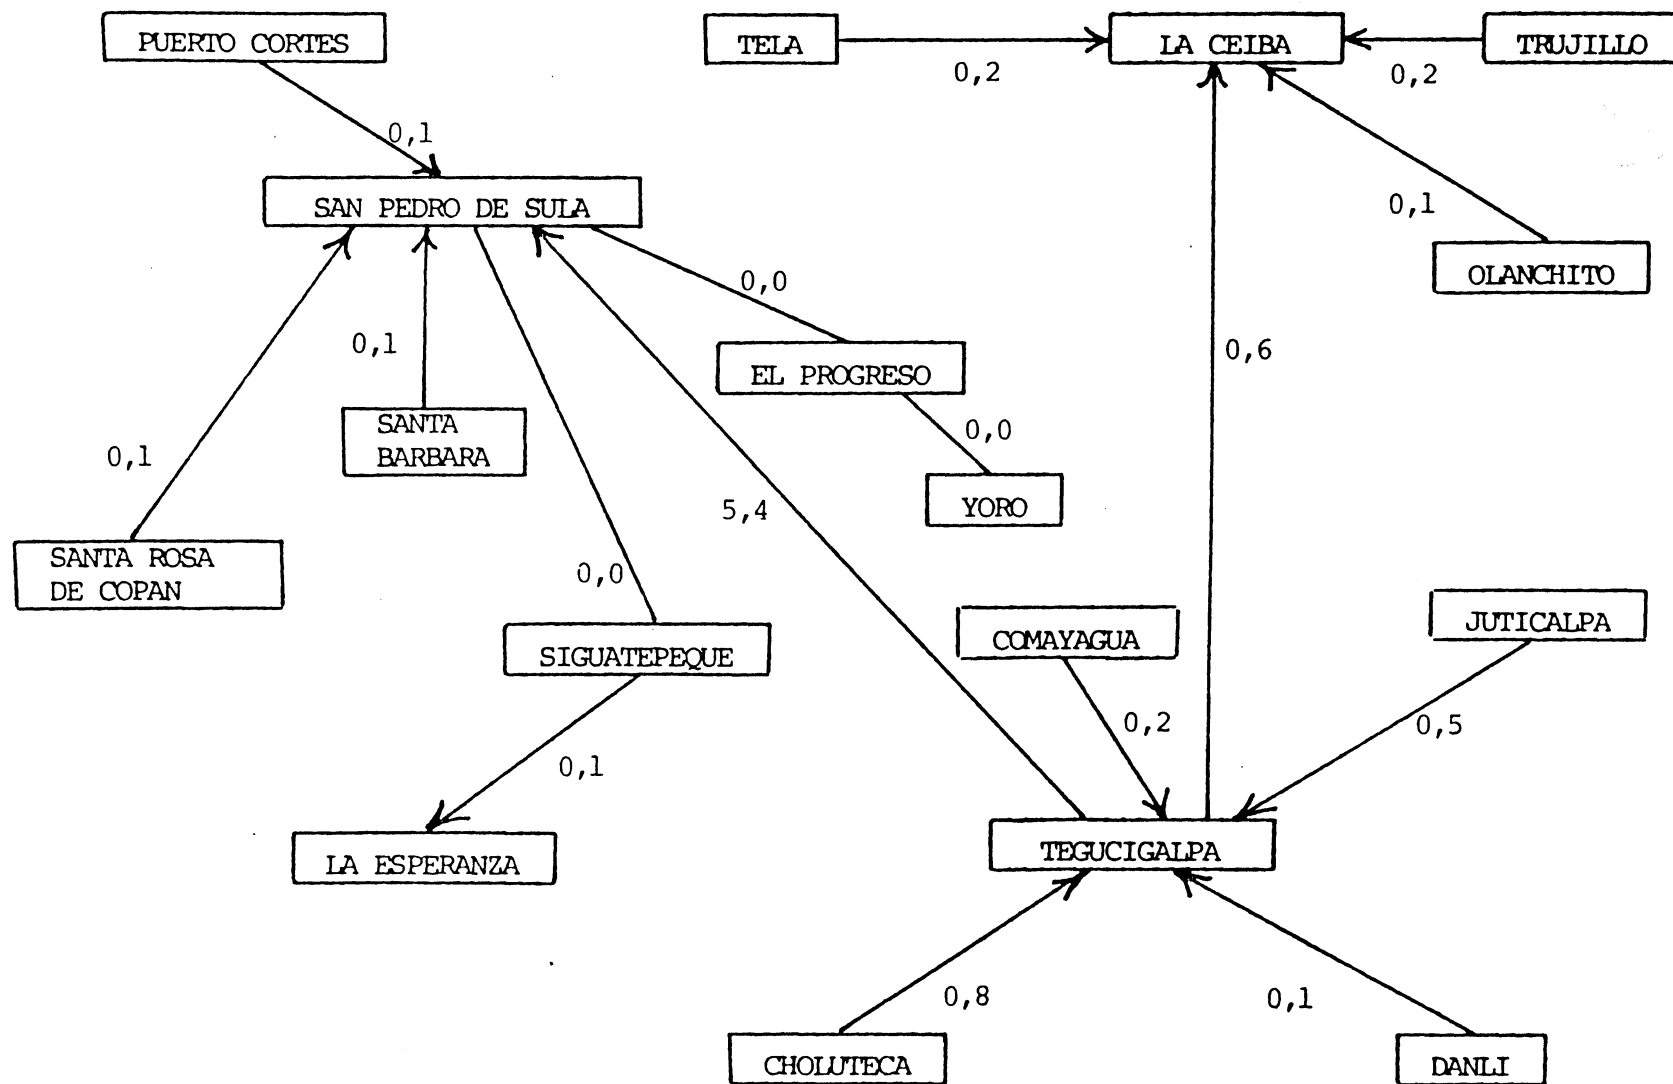 PUERTO CORTES
TELA
LA CEIBA
TRUJILLO
0,2
0,2
0,1
SAN PEDRO DE SULA
0,1
OLANCHITO
0,0
0,1
0,6
EL PROGRESO
SANTA
BARBARA
0,0
0,1
YORO
5,4
SANTA ROSA
DE COPAN
0,0
COMAYAGUA
JUTICALPA
SIGUATEPEQUE
0,2
0,5
0,1
LA ESPERANZA
TEGUCIGALPA
0,8
0,1
CHOLUTECA
DANLI